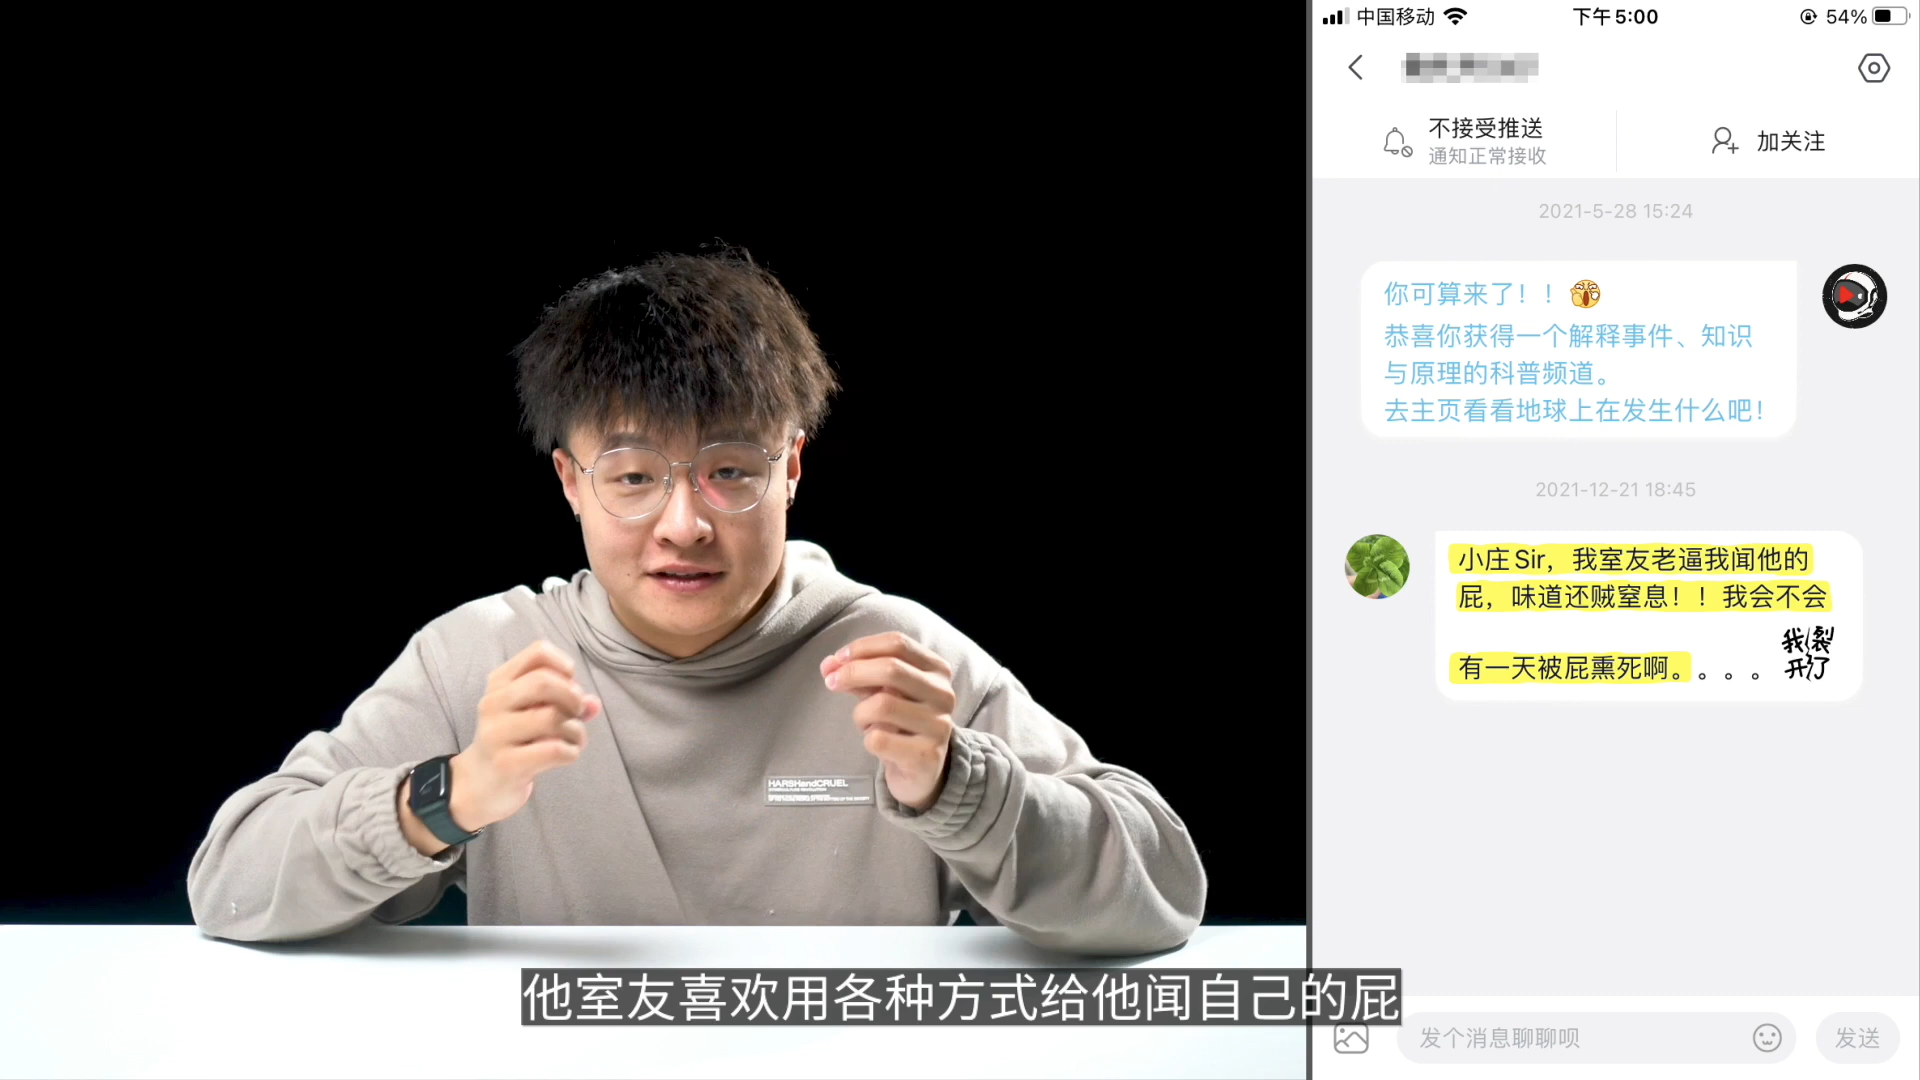 中国移动
下午5:00
54%
不接受推送
通知正常接收
加关注
2021-5-28 15:24
你可算来了！！
恭喜你获得一个解释事件、知识
与原理的科普频道。
去主页看看地球上在发生什么吧！
2021-12-21 18:45
小庄Sir，我室友老逼我闻他的
屁，味道还贼窒息！！我会不会
有一天被屁熏死啊。。。。
我裂
开了
HARSHandCRUEL
他室友喜欢用各种方式给他闻自己的屁
发个消息聊聊呗
发送